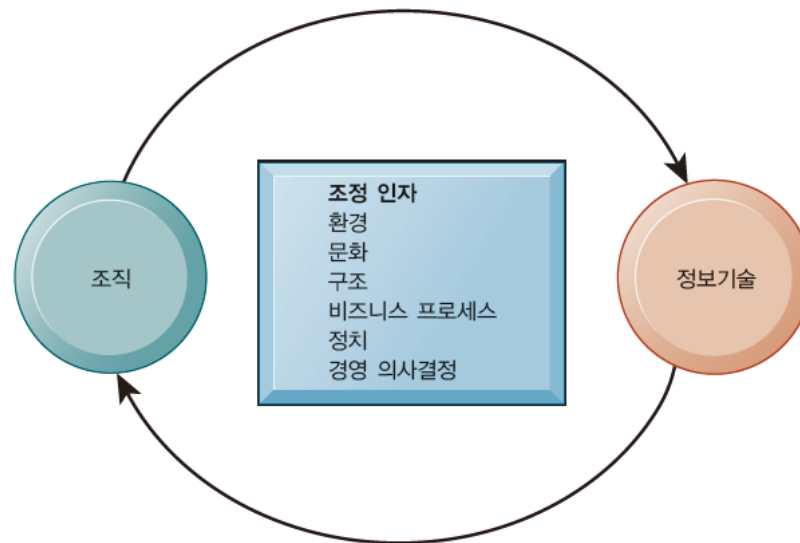 조직
조정 인자
환경
문화
구조
비즈니스 프로세스
정치
경영 의사결정
정보기술